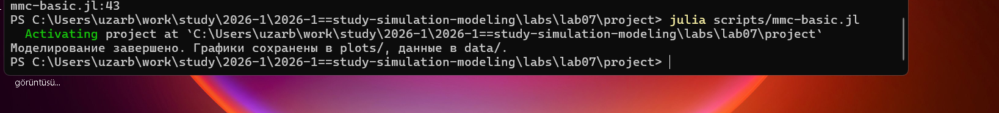 mmc-basic.jl:43
PS C:\Users\uzarb\work\study\2026-1\2026-1==study-simulation-modeling\labs\lab07\project> julia scripts/mmc-basic.jl
Activating project at `C:\Users\uzarb\work\study\2026-1\2026-1==study-simulation-modeling\labs\lab07\project`
Моделирование завершено. Графики сохранены в plots/, данные в data/.
PS C:\Users\uzarb\work\study\2026-1\2026-1==study-simulation-modeling\labs\lab07\project>
görüntüsü...